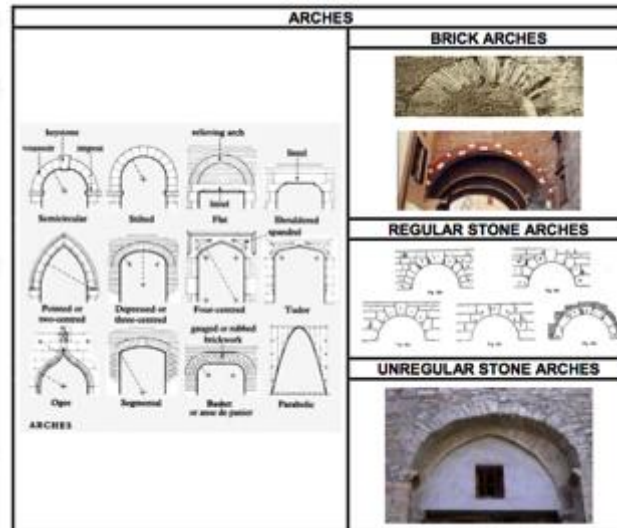 ARCHES
keystone
voussoir
impost
Semicircular
Stilted
relieving arch
lintel
Flat
lintel
Shouldered
Pointed or
two-centred
Depressed or
three-centred
spandrel
Four-centred
Tudor
Ogee
Segmental
gauged or rubbed
brickwork
Basket
or anse de panier
Parabolic
ARCHES
BRICK ARCHES
REGULAR STONE ARCHES
UNREGULAR STONE ARCHES